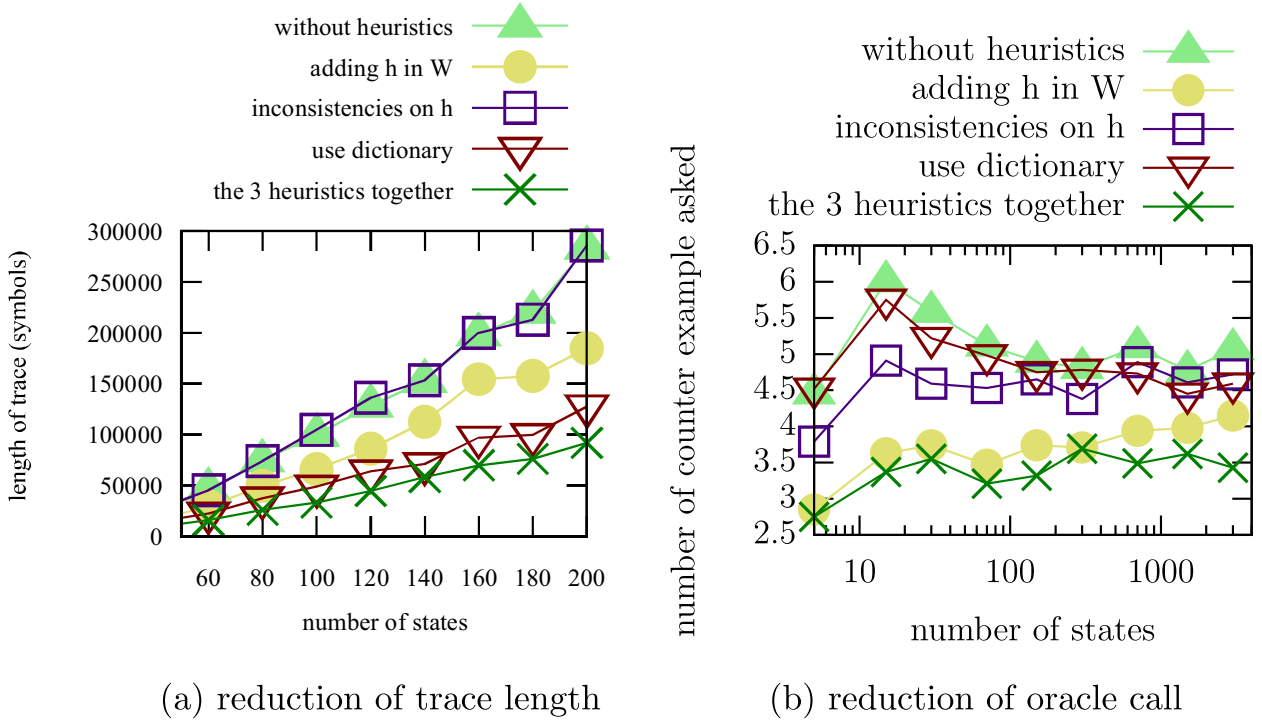 without heuristics
adding h in W
inconsistencies on h
use dictionary
the 3 heuristics together
length of trace (symbols)
300000
250000
200000
150000
100000
50000
0
60 80 100 120 140 160 180 200
number of states
(a) reduction of trace length
without heuristics
adding h in W
inconsistencies on h
use dictionary
the 3 heuristics together
number of counter example asked
6.5
6
5.5
5
4.5
4
3.5
3
2.5
10 100 1000
number of states
(b) reduction of oracle call